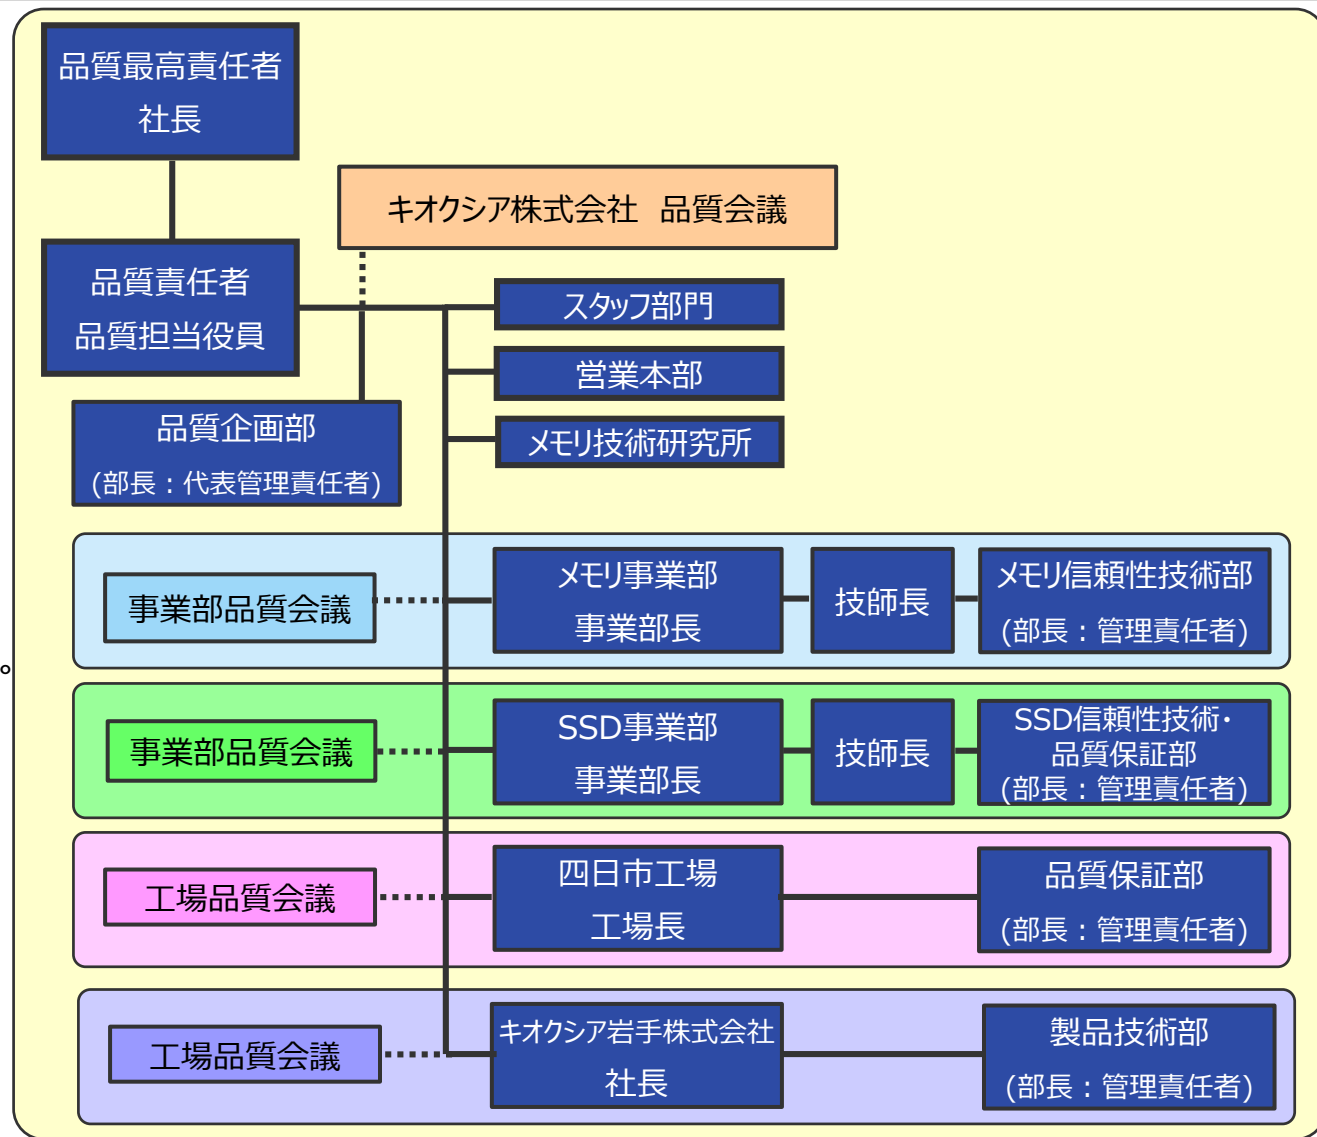 品質最高責任者
社長
キオクシア株式会社 品質会議
品質責任者
品質担当役員
スタッフ部門
営業本部
メモリ技術研究所
品質企画部
(部長：代表管理責任者)
事業部品質会議
メモリ事業部
事業部長
技師長
メモリ信頼性技術部
(部長：管理責任者)
。
事業部品質会議
SSD事業部
事業部長
技師長
SSD信頼性技術・
品質保証部
(部長：管理責任者)
工場品質会議
四日市工場
工場長
品質保証部
(部長：管理責任者)
工場品質会議
キオクシア岩手株式会社
社長
製品技術部
(部長：管理責任者)